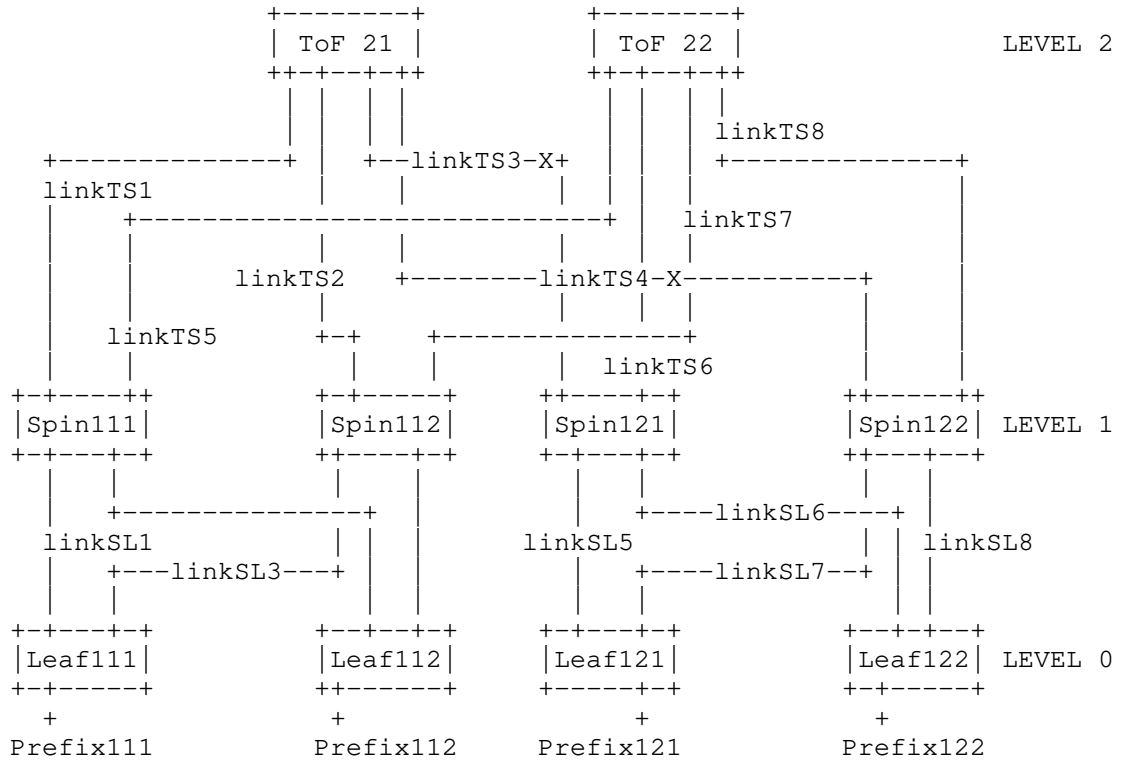 ToF 21 ToF 22 LEVEL 2
linkTS8
linkTS3-X
linkTS1
linkTS7
linkTS2 linkTS4-X
linkTS5
linkTS6
Spin111 Spin112 Spin121 Spin122 LEVEL 1
linkSL6
linkSL1 linkSL5 linkSL8
linkSL3 linkSL7
Leaf111 Leaf112 Leaf121 Leaf122 LEVEL 0
Prefix111 Prefix112 Prefix121 Prefix122